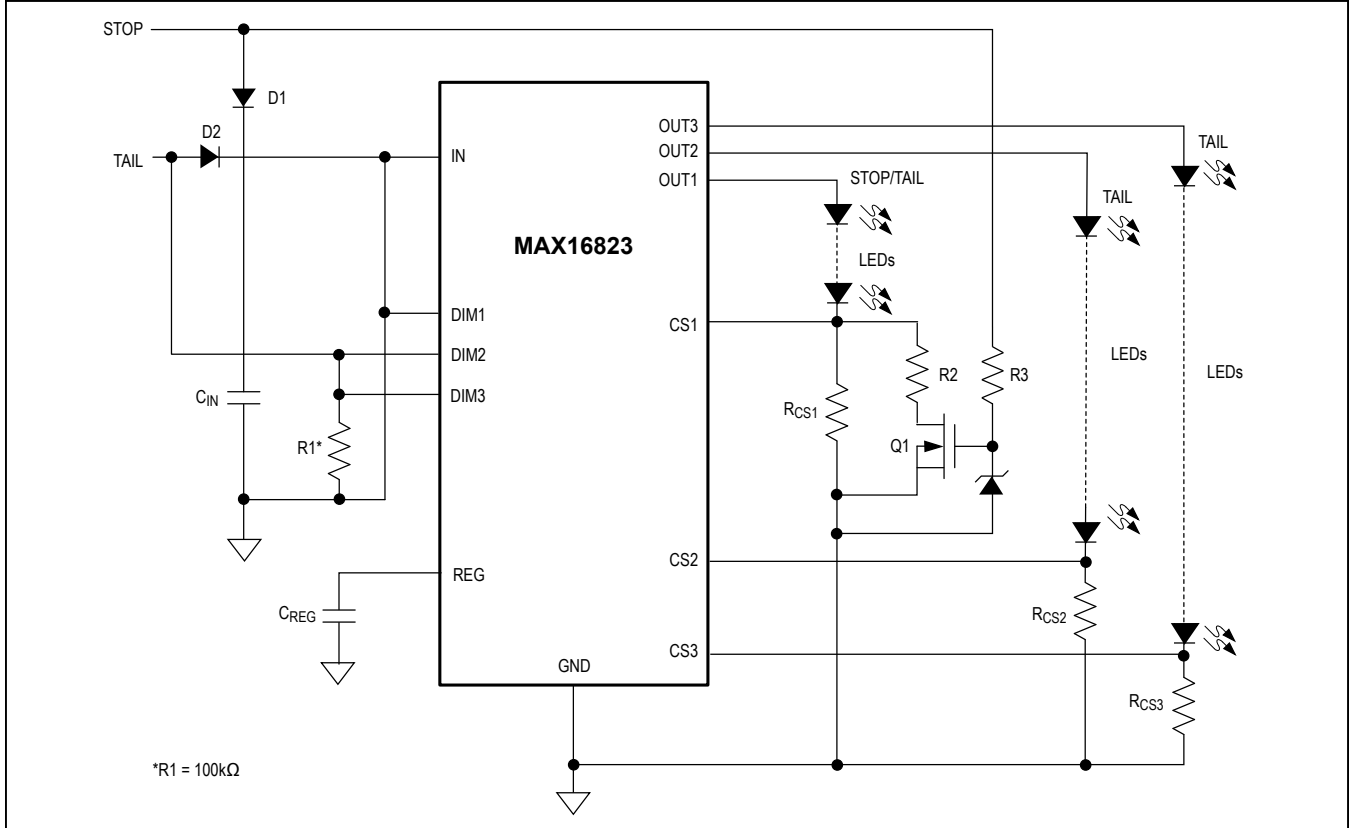 STOP
D1
D2
TAIL
IN
DIM1
DIM2
DIM3
CIN
R1*
REG
CREG
MAX16823
GND
OUT3
OUT2
OUT1
CS1
CS2
CS3
STOP/TAIL
LEDs
RCS1
R2
R3
Q1
TAIL
LEDs
RCS2
TAIL
LEDs
RCS3
*R1 = 100kΩ